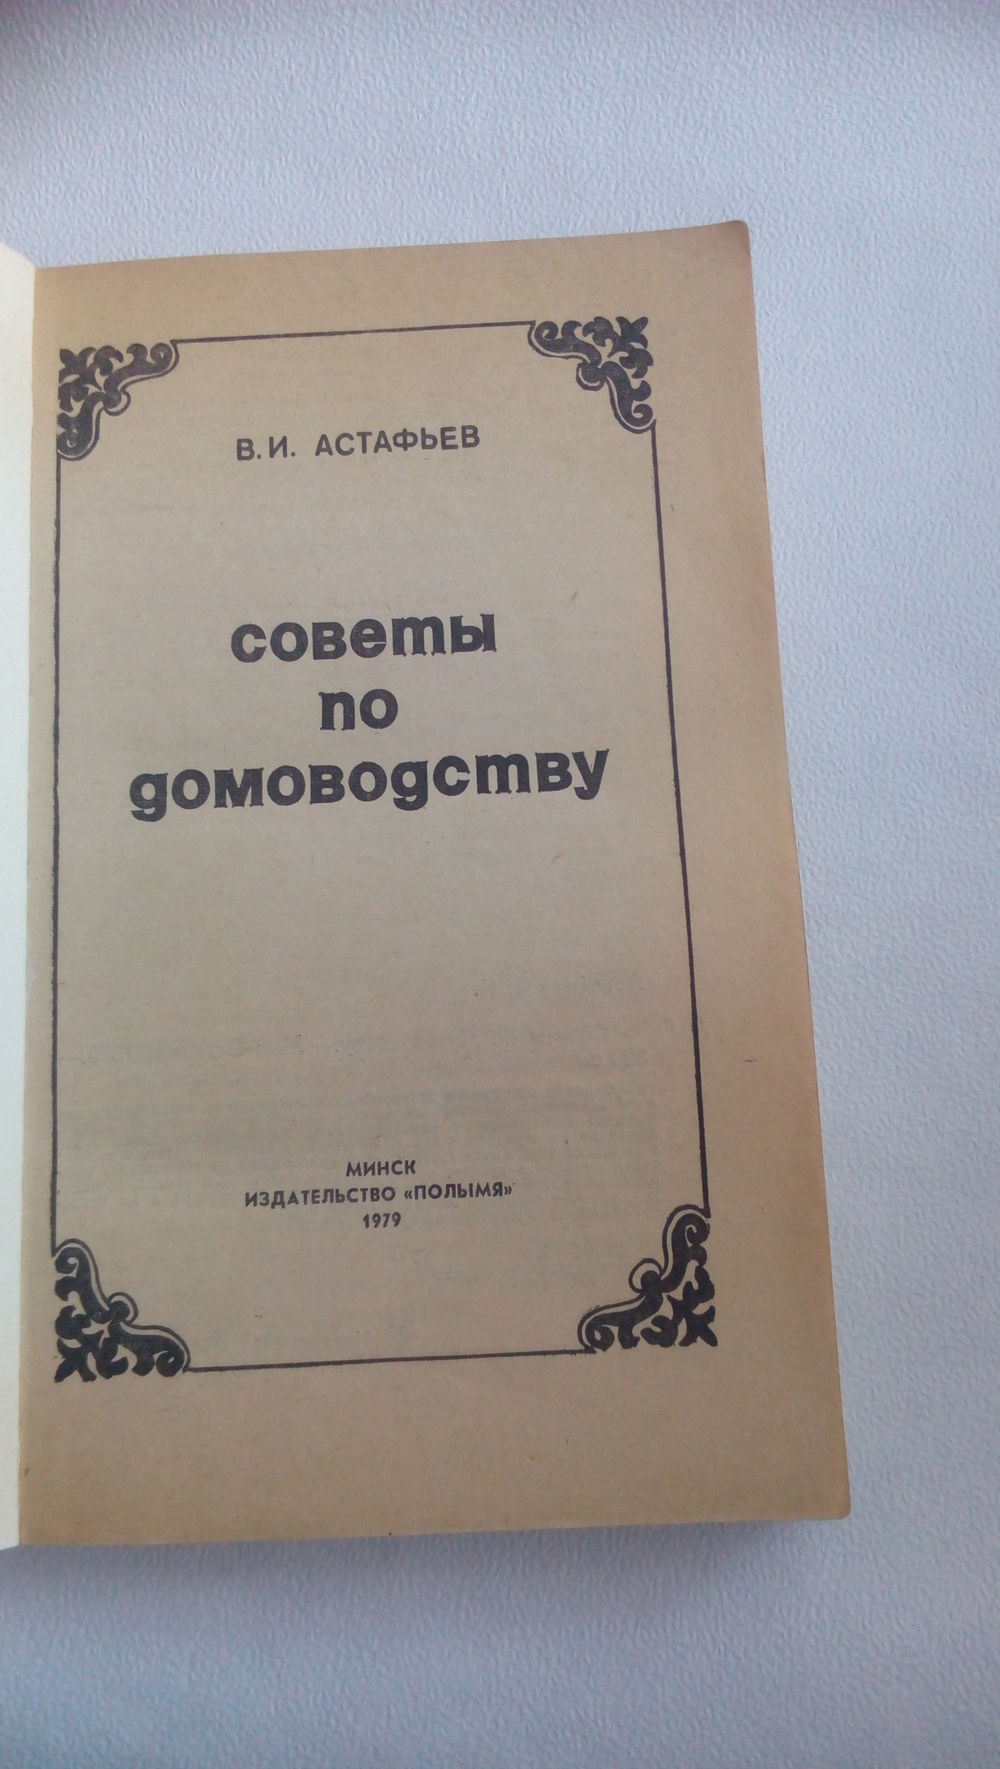 В. И. АСТАФЬЕВ
советы
по
домоводству
МИНСК
ИЗДАТЕЛЬСТВО «ПОЛЫМЯ»
1979